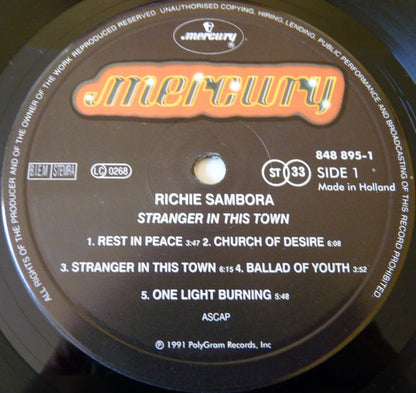 ALL RIGHTS OF THE PRODUCER AND OF THE OWNER OF THE WORK REPRODUCED RESERVED. UNAUTHORISED COPYING, HIRING, LENDING, PUBLIC PERFORMANCE AND BROADCASTING OF THIS RECORD PROHIBITED.
mercury
®
mercury
BIEM STEMRA
LC 0268
848 895-1
ST 33 SIDE 1
Made in Holland
RICHIE SAMBORA
STRANGER IN THIS TOWN
1. REST IN PEACE 3:47 2. CHURCH OF DESIRE 6:08
3. STRANGER IN THIS TOWN 6:15 4. BALLAD OF YOUTH 3:52
5. ONE LIGHT BURNING 5:48
ASCAP
℗ 1991 PolyGram Records, Inc